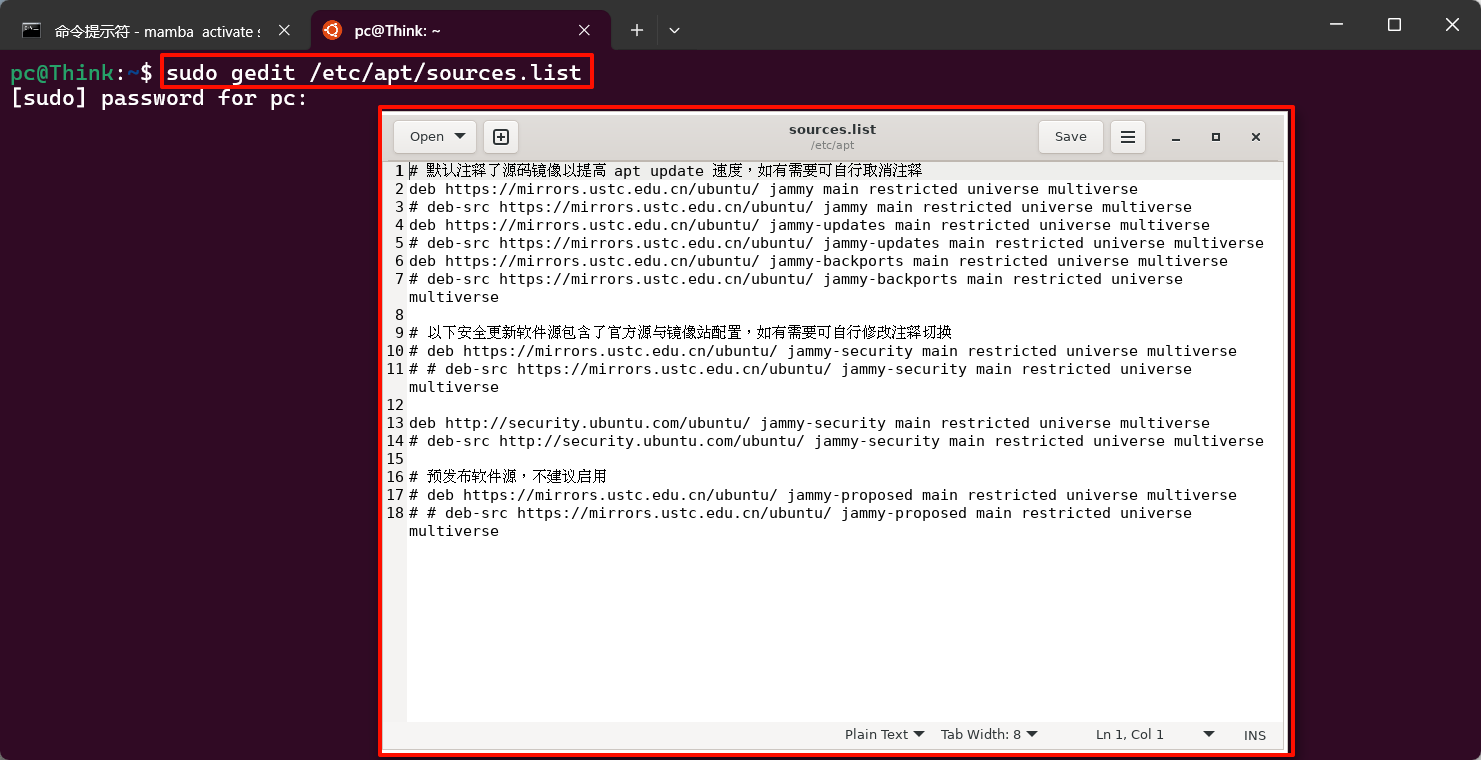 命令提示符 - mamba activate s
pc@Think: ~
pc@Think:~$ sudo gedit /etc/apt/sources.list
[sudo] password for pc:
Open
sources.list
/etc/apt
Save
1 # 默认注释了源码镜像以提高 apt update 速度，如有需要可自行取消注释
2 deb https://mirrors.ustc.edu.cn/ubuntu/ jammy main restricted universe multiverse
3 # deb-src https://mirrors.ustc.edu.cn/ubuntu/ jammy main restricted universe multiverse
4 deb https://mirrors.ustc.edu.cn/ubuntu/ jammy-updates main restricted universe multiverse
5 # deb-src https://mirrors.ustc.edu.cn/ubuntu/ jammy-updates main restricted universe multiverse
6 deb https://mirrors.ustc.edu.cn/ubuntu/ jammy-backports main restricted universe multiverse
7 # deb-src https://mirrors.ustc.edu.cn/ubuntu/ jammy-backports main restricted universe
multiverse
8
9 # 以下安全更新软件源包含了官方源与镜像站配置，如有需要可自行修改注释切换
10 # deb https://mirrors.ustc.edu.cn/ubuntu/ jammy-security main restricted universe multiverse
11 # # deb-src https://mirrors.ustc.edu.cn/ubuntu/ jammy-security main restricted universe
multiverse
12
13 deb http://security.ubuntu.com/ubuntu/ jammy-security main restricted universe multiverse
14 # deb-src http://security.ubuntu.com/ubuntu/ jammy-security main restricted universe multiverse
15
16 # 预发布软件源，不建议启用
17 # deb https://mirrors.ustc.edu.cn/ubuntu/ jammy-proposed main restricted universe multiverse
18 # # deb-src https://mirrors.ustc.edu.cn/ubuntu/ jammy-proposed main restricted universe
multiverse
Plain Text
Tab Width: 8
Ln 1, Col 1
INS